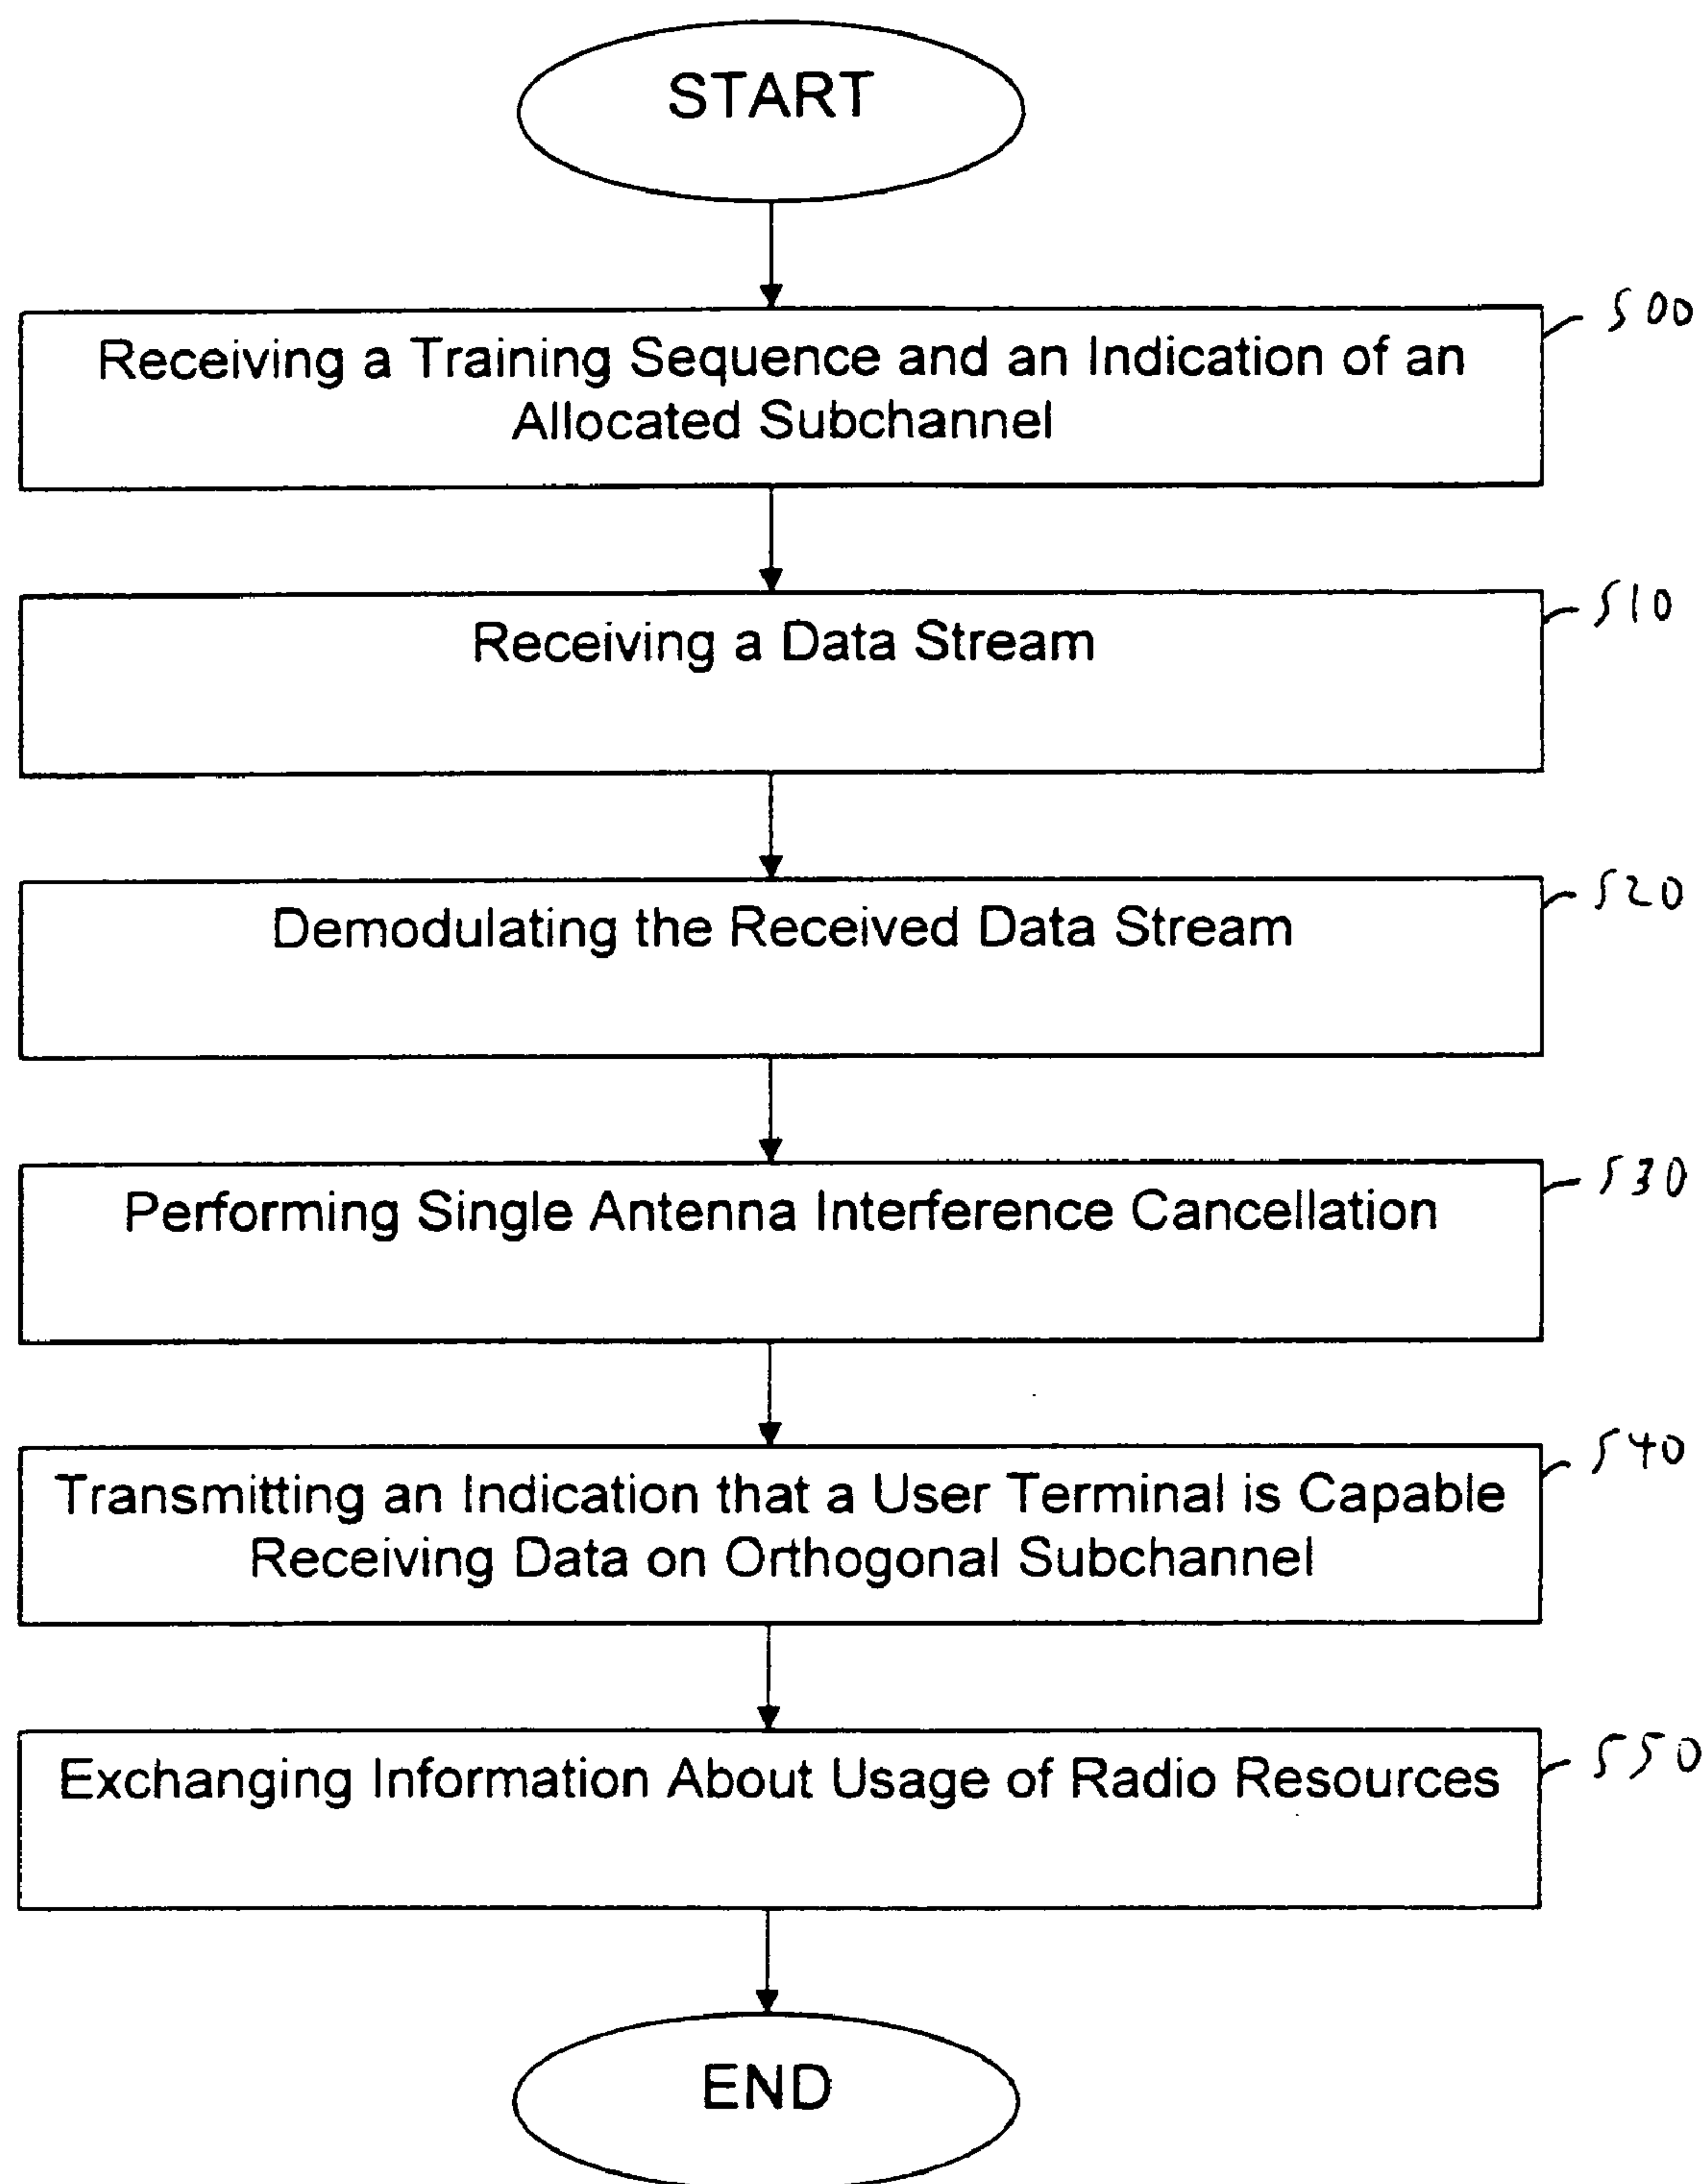 START
500
Receiving a Training Sequence and an Indication of an
Allocated Subchannel
510
Receiving a Data Stream
520
Demodulating the Received Data Stream
530
Performing Single Antenna Interference Cancellation
540
Transmitting an Indication that a User Terminal is Capable
Receiving Data on Orthogonal Subchannel
550
Exchanging Information About Usage of Radio Resources
END